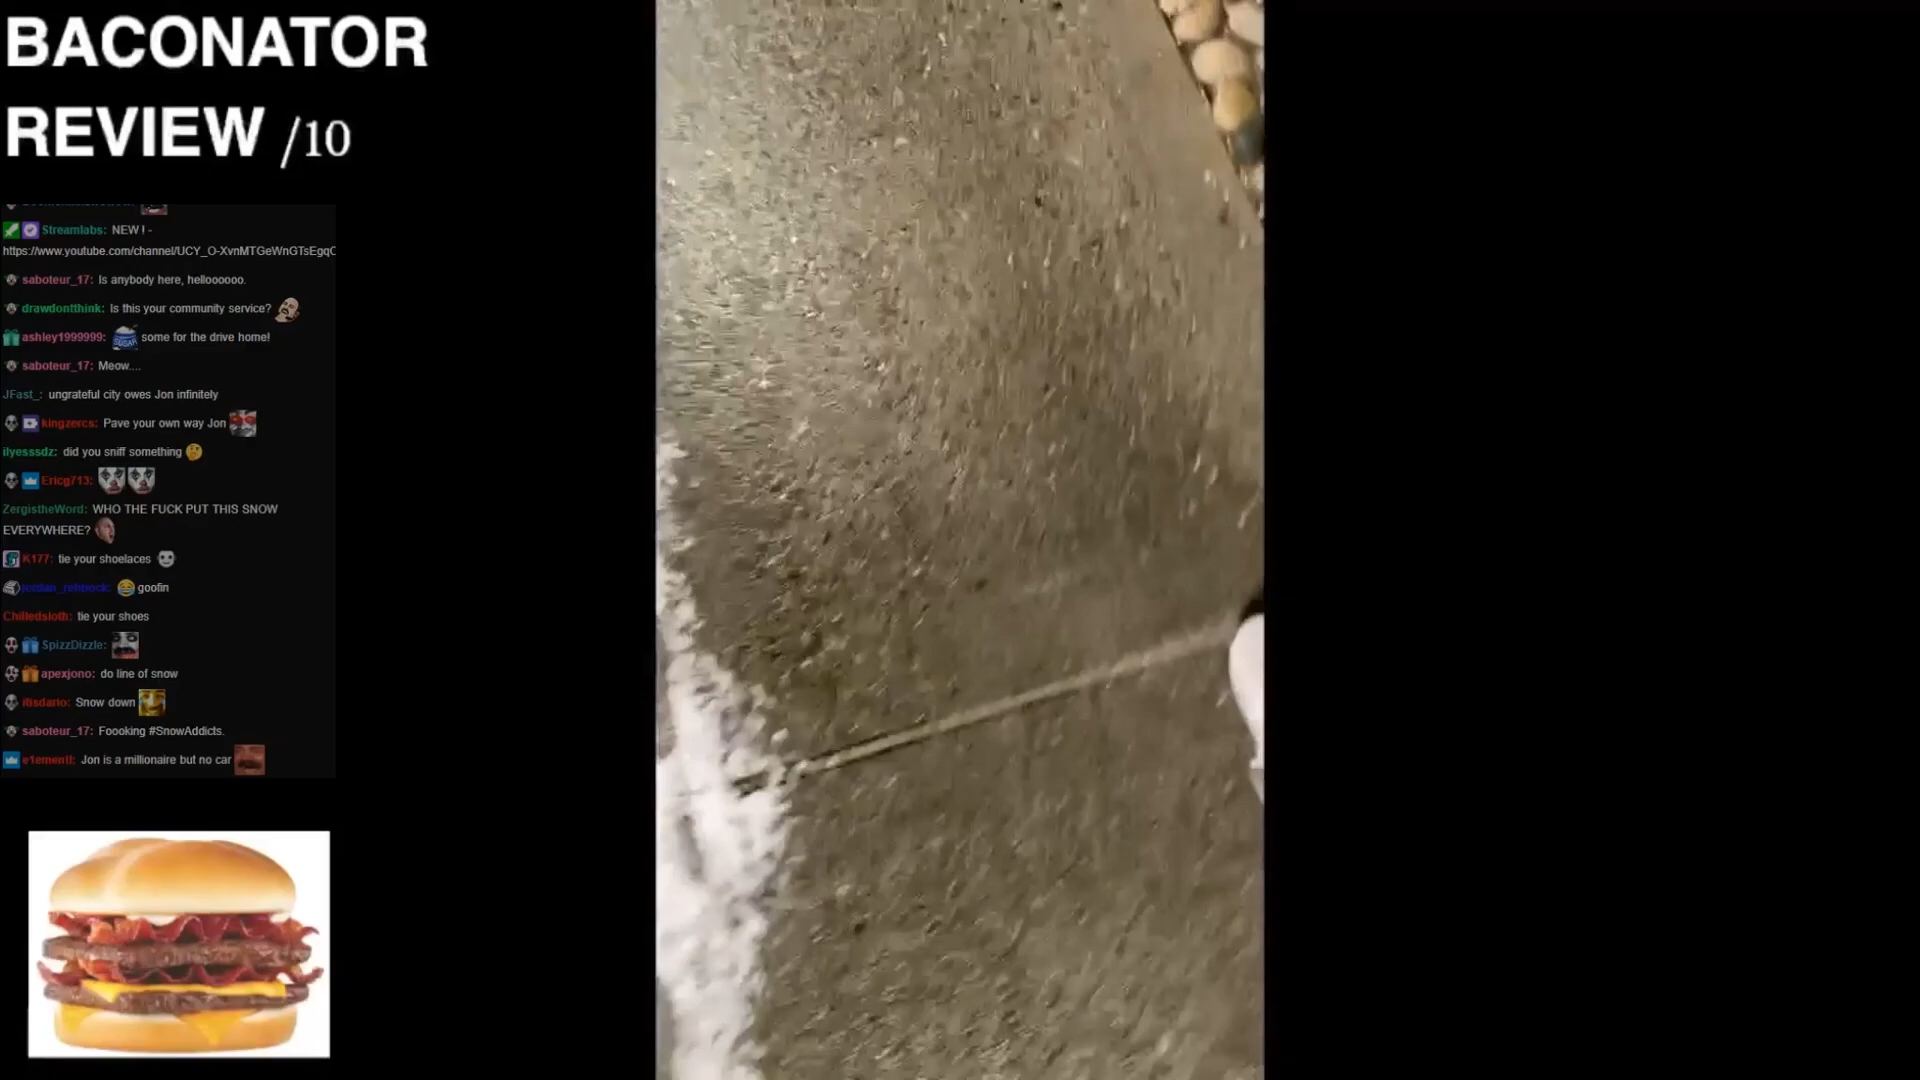 BACONATOR
REVIEW /10
Streamlabs: NEW ! -
https://www.youtube.com/channel/UCY_O-XvnMTGeWnGTsEgqC
saboteur_17: Is anybody here, helloooooo.
drawdontthink: Is this your community service?
ashley1999999: SUGAR some for the drive home!
saboteur_17: Meow....
JFast_: ungrateful city owes Jon infinitely
kingzercs: Pave your own way Jon
ilyesssdz: did you sniff something
Ericg713:
ZergistheWord: WHO THE FUCK PUT THIS SNOW
EVERYWHERE?
K177: tie your shoelaces
jordan_rehbock: goofin
Chilledsloth: tie your shoes
SpizzDizzle:
apexjono: do line of snow
itisdario: Snow down
saboteur_17: Foooking #SnowAddicts.
e1ementl: Jon is a millionaire but no car